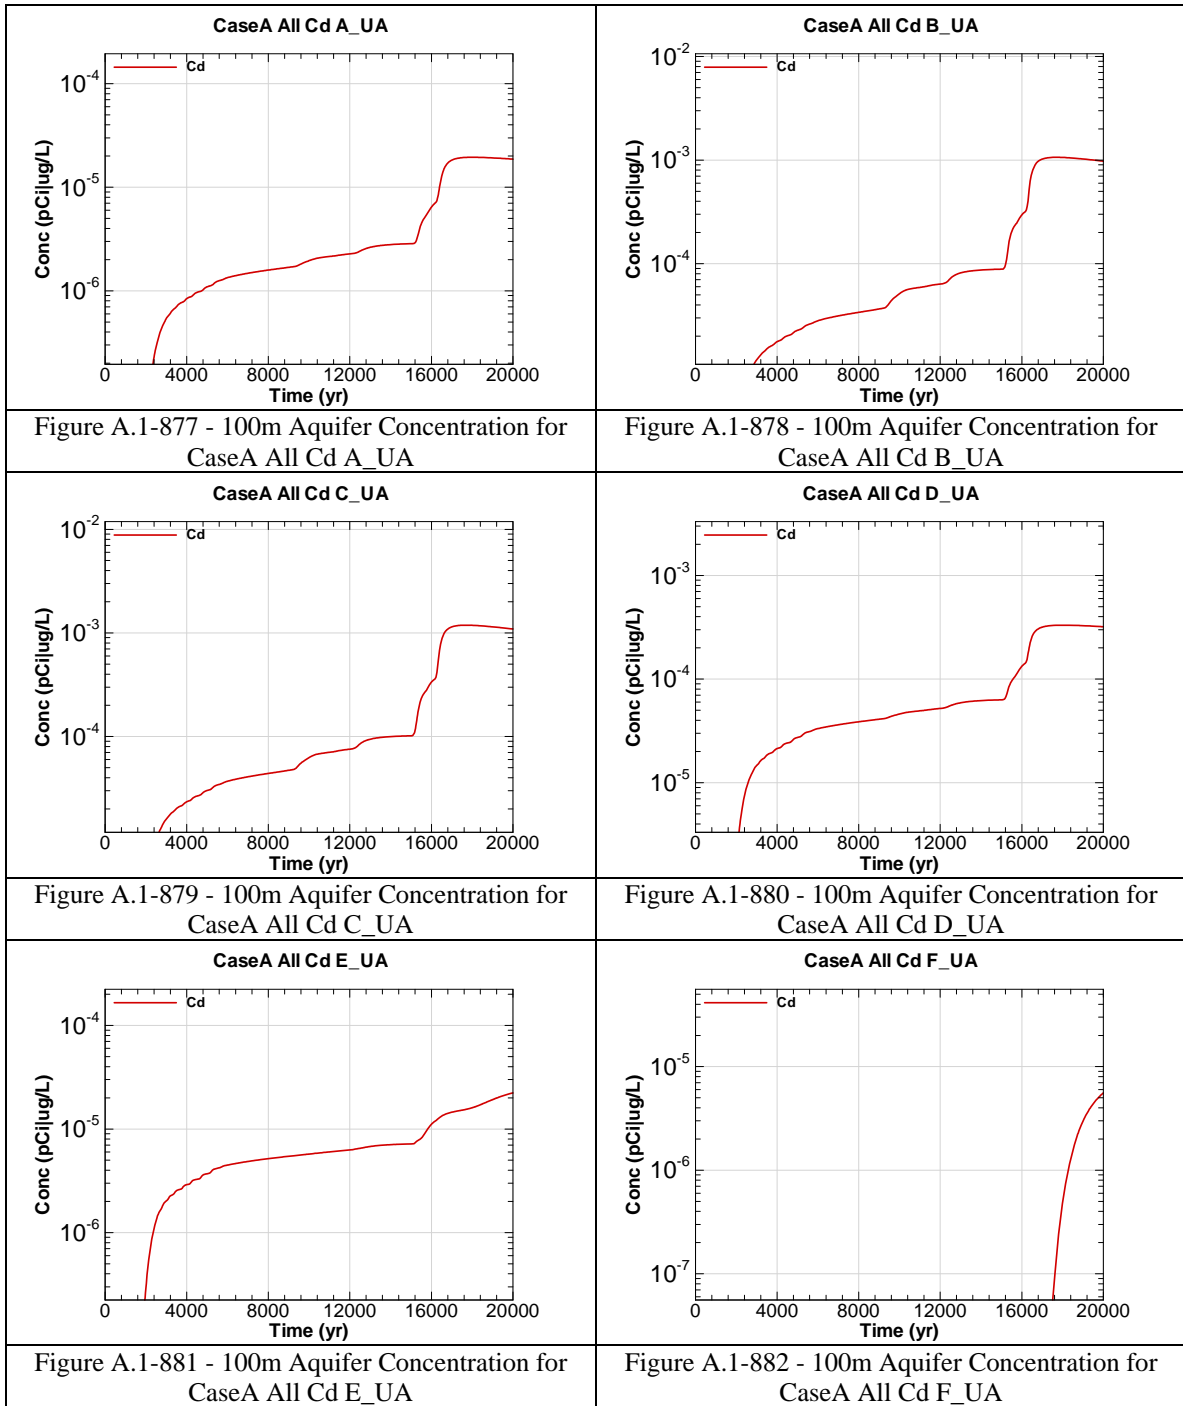 CaseA All Cd A_UA
Cd
10-4
10-5
10-6
Conc (pCi|ug/L)
0 4000 8000 12000 16000 20000
Time (yr)
Figure A.1-877 - 100m Aquifer Concentration for
CaseA All Cd A_UA
CaseA All Cd B_UA
Cd
10-2
10-3
10-4
Conc (pCi|ug/L)
0 4000 8000 12000 16000 20000
Time (yr)
Figure A.1-878 - 100m Aquifer Concentration for
CaseA All Cd B_UA
CaseA All Cd C_UA
Cd
10-2
10-3
10-4
Conc (pCi|ug/L)
0 4000 8000 12000 16000 20000
Time (yr)
Figure A.1-879 - 100m Aquifer Concentration for
CaseA All Cd C_UA
CaseA All Cd D_UA
Cd
10-3
10-4
10-5
Conc (pCi|ug/L)
0 4000 8000 12000 16000 20000
Time (yr)
Figure A.1-880 - 100m Aquifer Concentration for
CaseA All Cd D_UA
CaseA All Cd E_UA
Cd
10-4
10-5
10-6
Conc (pCi|ug/L)
0 4000 8000 12000 16000 20000
Time (yr)
Figure A.1-881 - 100m Aquifer Concentration for
CaseA All Cd E_UA
CaseA All Cd F_UA
Cd
10-5
10-6
10-7
Conc (pCi|ug/L)
0 4000 8000 12000 16000 20000
Time (yr)
Figure A.1-882 - 100m Aquifer Concentration for
CaseA All Cd F_UA